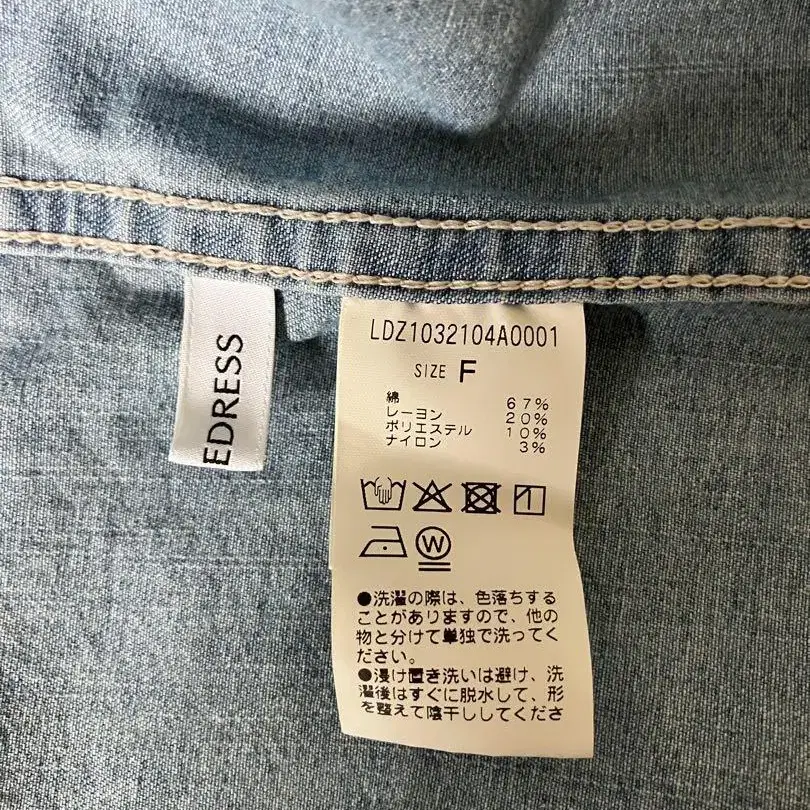 EDRESS
LDZ1032104A0001
SIZE F
綿 67%
レーヨン 20%
ポリエステル 10%
ナイロン 3%
W
●洗濯の際は、色落ちする
ことがありますので、他の
物と分けて単独で洗ってく
ださい。
●浸け置き洗いは避け、洗
濯後はすぐに脱水して、形
を整えて陰干ししてくださ